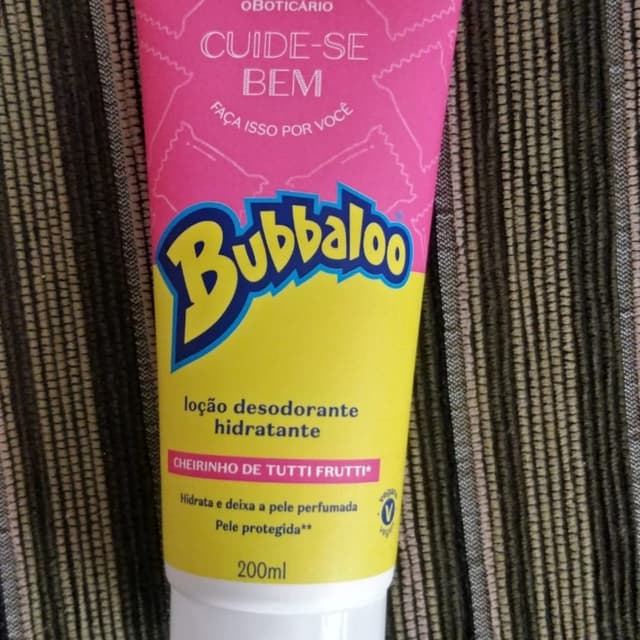 oBOTICÁRIO
CUIDE-SE
BEM
FAÇA ISSO POR VOCÊ
Bubbaloo
loção desodorante
hidratante
CHEIRINHO DE TUTTI FRUTTI*
Hidrata e deixa a pele perfumada
Pele protegida**
V
200ml